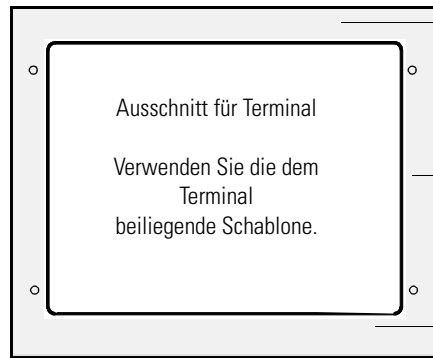 Ausschnitt für Terminal
Verwenden Sie die dem
Terminal
beiliegende Schablone.